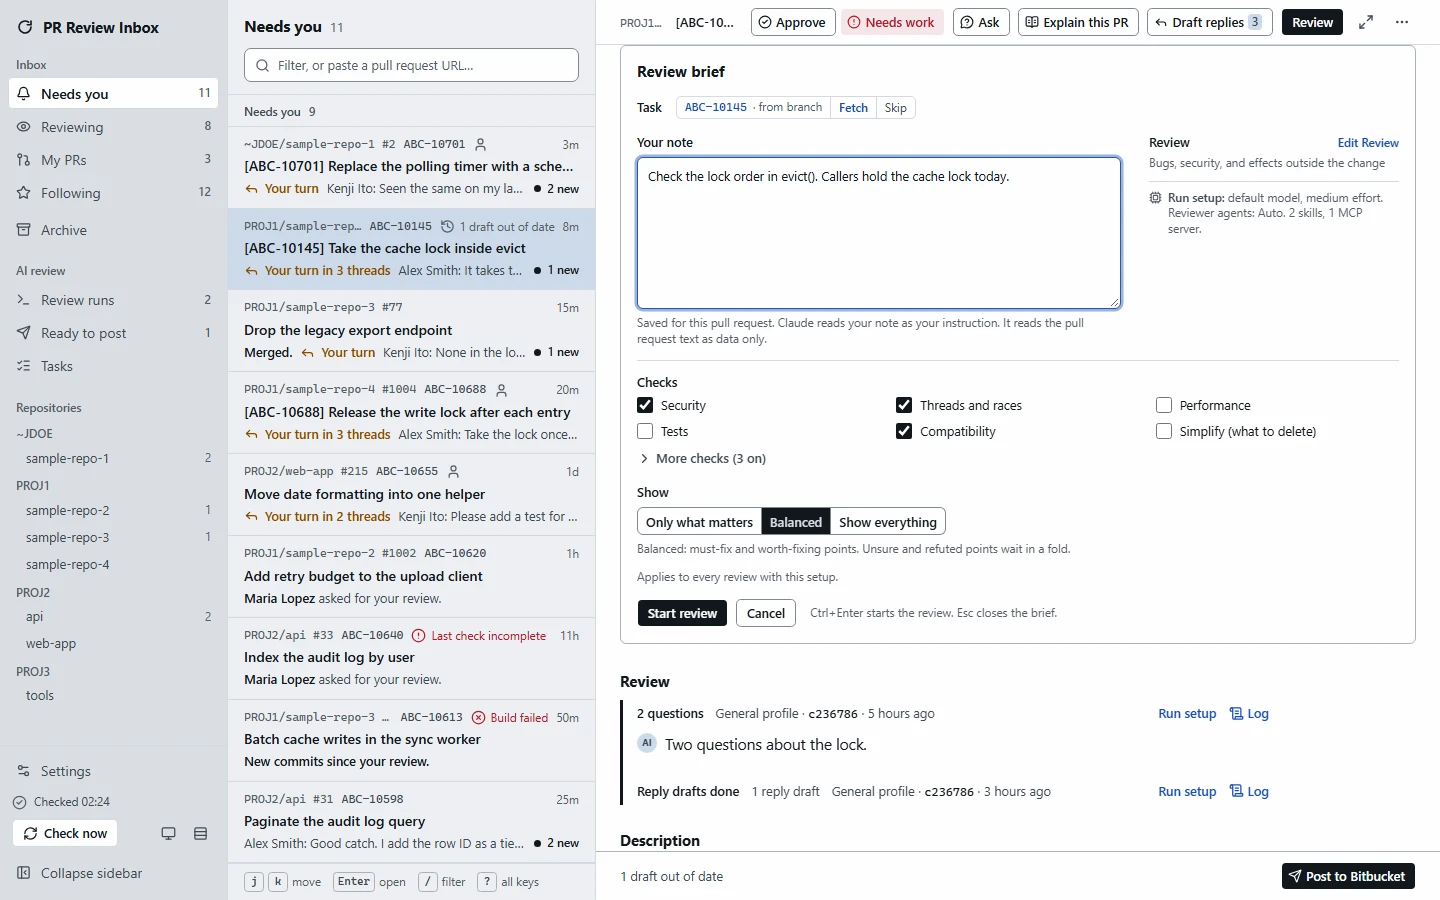 PR Review Inbox
Inbox
Needs you 11
Reviewing 8
My PRs 3
Following 12
Archive
AI review
Review runs 2
Ready to post 1
Tasks
Repositories
~JDOE
sample-repo-1 2
PROJ1
sample-repo-2 1
sample-repo-3 1
sample-repo-4
PROJ2
api 2
web-app
PROJ3
tools
Settings
Checked 02:24
Check now
Collapse sidebar
Needs you 11
Filter, or paste a pull request URL...
Needs you 9
~JDOE/sample-repo-1 #2 ABC-10701 3m
[ABC-10701] Replace the polling timer with a sche...
Your turn Kenji Ito: Seen the same on my la... 2 new
PROJ1/sample-rep... ABC-10145 1 draft out of date 8m
[ABC-10145] Take the cache lock inside evict
Your turn in 3 threads Alex Smith: It takes t... 1 new
PROJ1/sample-repo-3 #77 15m
Drop the legacy export endpoint
Merged. Your turn Kenji Ito: None in the lo... 1 new
PROJ1/sample-repo-4 #1004 ABC-10688 20m
[ABC-10688] Release the write lock after each entry
Your turn in 3 threads Alex Smith: Take the lock once...
PROJ2/web-app #215 ABC-10655 1d
Move date formatting into one helper
Your turn in 2 threads Kenji Ito: Please add a test for ...
PROJ1/sample-repo-2 #1002 ABC-10620 1h
Add retry budget to the upload client
Maria Lopez asked for your review.
PROJ2/api #33 ABC-10640 Last check incomplete 11h
Index the audit log by user
Maria Lopez asked for your review.
PROJ1/sample-repo-3 ... ABC-10613 Build failed 50m
Batch cache writes in the sync worker
New commits since your review.
PROJ2/api #31 ABC-10598 25m
Paginate the audit log query
Alex Smith: Good catch. I add the row ID as a tie... 2 new
j k move Enter open / filter ? all keys
PROJ1... [ABC-10... Approve Needs work Ask Explain this PR Draft replies 3 Review
Review brief
Task ABC-10145 · from branch Fetch Skip
Your note
Check the lock order in evict(). Callers hold the cache lock today.
Saved for this pull request. Claude reads your note as your instruction. It reads the pull
request text as data only.
Review Edit Review
Bugs, security, and effects outside the change
Run setup: default model, medium effort.
Reviewer agents: Auto. 2 skills, 1 MCP
server.
Checks
Security Threads and races Performance
Tests Compatibility Simplify (what to delete)
More checks (3 on)
Show
Only what matters Balanced Show everything
Balanced: must-fix and worth-fixing points. Unsure and refuted points wait in a fold.
Applies to every review with this setup.
Start review Cancel Ctrl+Enter starts the review. Esc closes the brief.
Review
2 questions General profile · c236786 · 5 hours ago Run setup Log
AI Two questions about the lock.
Reply drafts done 1 reply draft General profile · c236786 · 3 hours ago Run setup Log
Description
1 draft out of date Post to Bitbucket